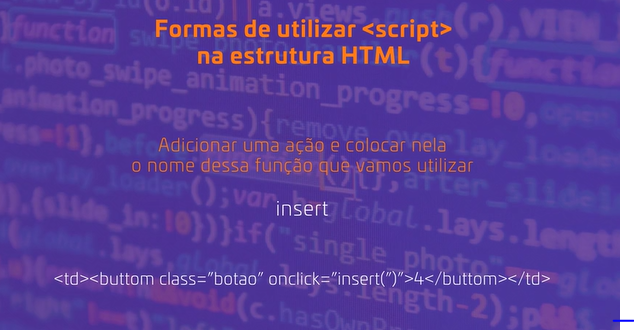 Formas de utilizar <script>
na estrutura HTML
Adicionar uma ação e colocar nela
o nome dessa função que vamos utilizar
insert
<td><buttom class=”botao” onclick=”insert(”)”>4</buttom></td>